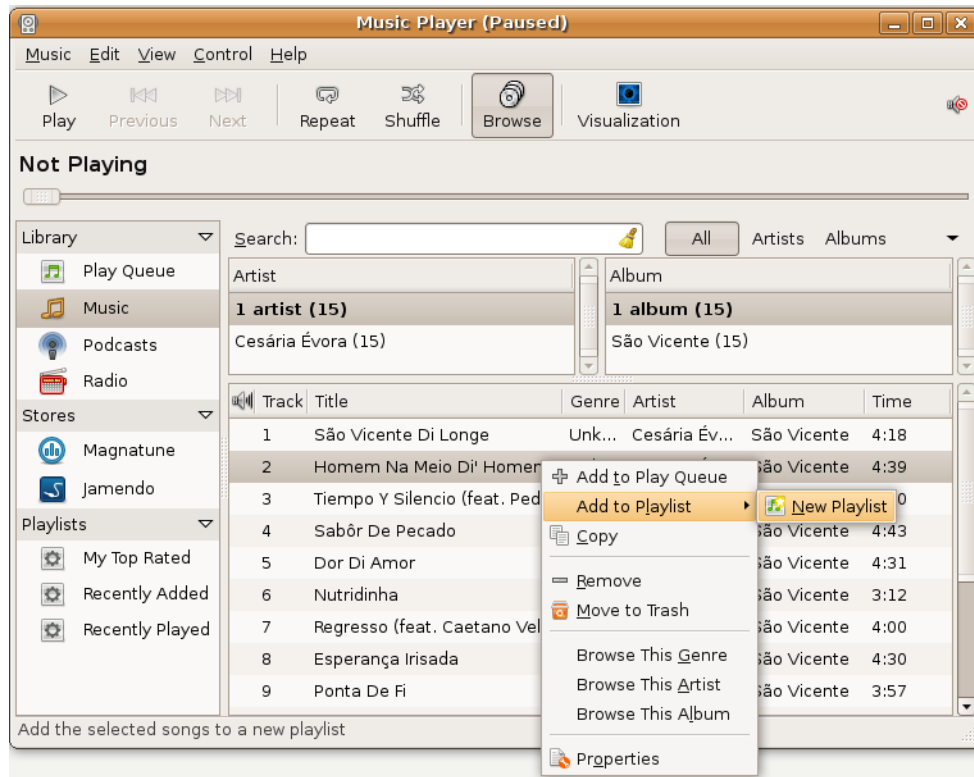 Music Player (Paused)
Music Edit View Control Help
Play Previous Next Repeat Shuffle Browse Visualization
Not Playing
Library
Play Queue
Music
Podcasts
Radio
Stores
Magnatune
Jamendo
Playlists
My Top Rated
Recently Added
Recently Played
Search: All Artists Albums
Artist
1 artist (15)
Cesária Évora (15)
Album
1 album (15)
São Vicente (15)
Track Title Genre Artist Album Time
1 São Vicente Di Longe Unk... Cesária Év... São Vicente 4:18
2 Homem Na Meio Di' Homen São Vicente 4:39
3 Tiempo Y Silencio (feat. Ped 0
4 Sabôr De Pecado São Vicente 4:43
5 Dor Di Amor São Vicente 4:31
6 Nutridinha São Vicente 3:12
7 Regresso (feat. Caetano Vel São Vicente 4:00
8 Esperança Irisada São Vicente 4:30
9 Ponta De Fi São Vicente 3:57
Add to Play Queue
Add to Playlist
New Playlist
Copy
Remove
Move to Trash
Browse This Genre
Browse This Artist
Browse This Album
Properties
Add the selected songs to a new playlist